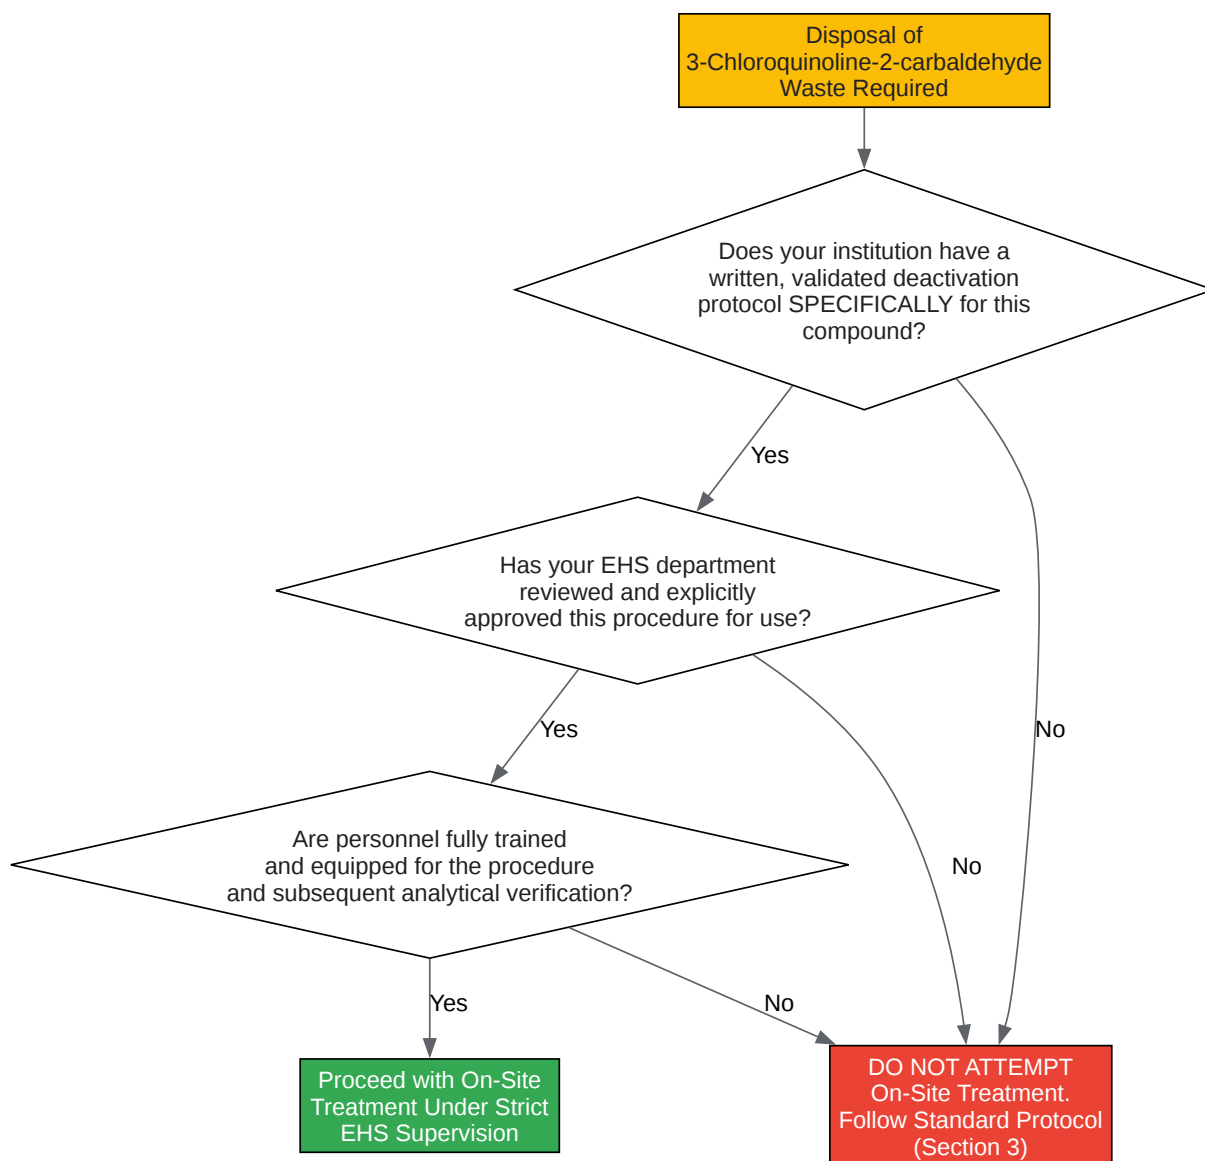 Disposal of
3-Chloroquinoline-2-carbaldehyde
Waste Required
Does your institution have a
written, validated deactivation
protocol SPECIFICALLY for this
compound?
Yes
No
Has your EHS department
reviewed and explicitly
approved this procedure for use?
Yes
No
Are personnel fully trained
and equipped for the procedure
and subsequent analytical verification?
Yes
No
Proceed with On-Site
Treatment Under Strict
EHS Supervision
DO NOT ATTEMPT
On-Site Treatment.
Follow Standard Protocol
(Section 3)